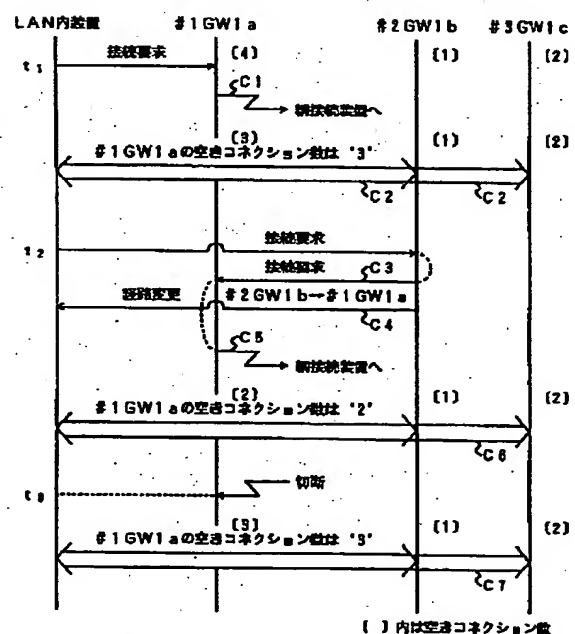 LAN内装置 #1GW1a #2GW1b #3GW1c
t1 接続要求 [4] [1] [2]
C1
網接続装置へ
[3] [1] [2]
#1GW1aの空きコネクション数は "3"
C2 C2
t2 接続要求
接続要求 C3
経路変更 #2GW1b→#1GW1a
C4
C5
網接続装置へ
[2] [1] [2]
#1GW1aの空きコネクション数は "2"
C6
t3 切断
[3] [1] [2]
#1GW1aの空きコネクション数は "3"
C7
[ ] 内は空きコネクション数